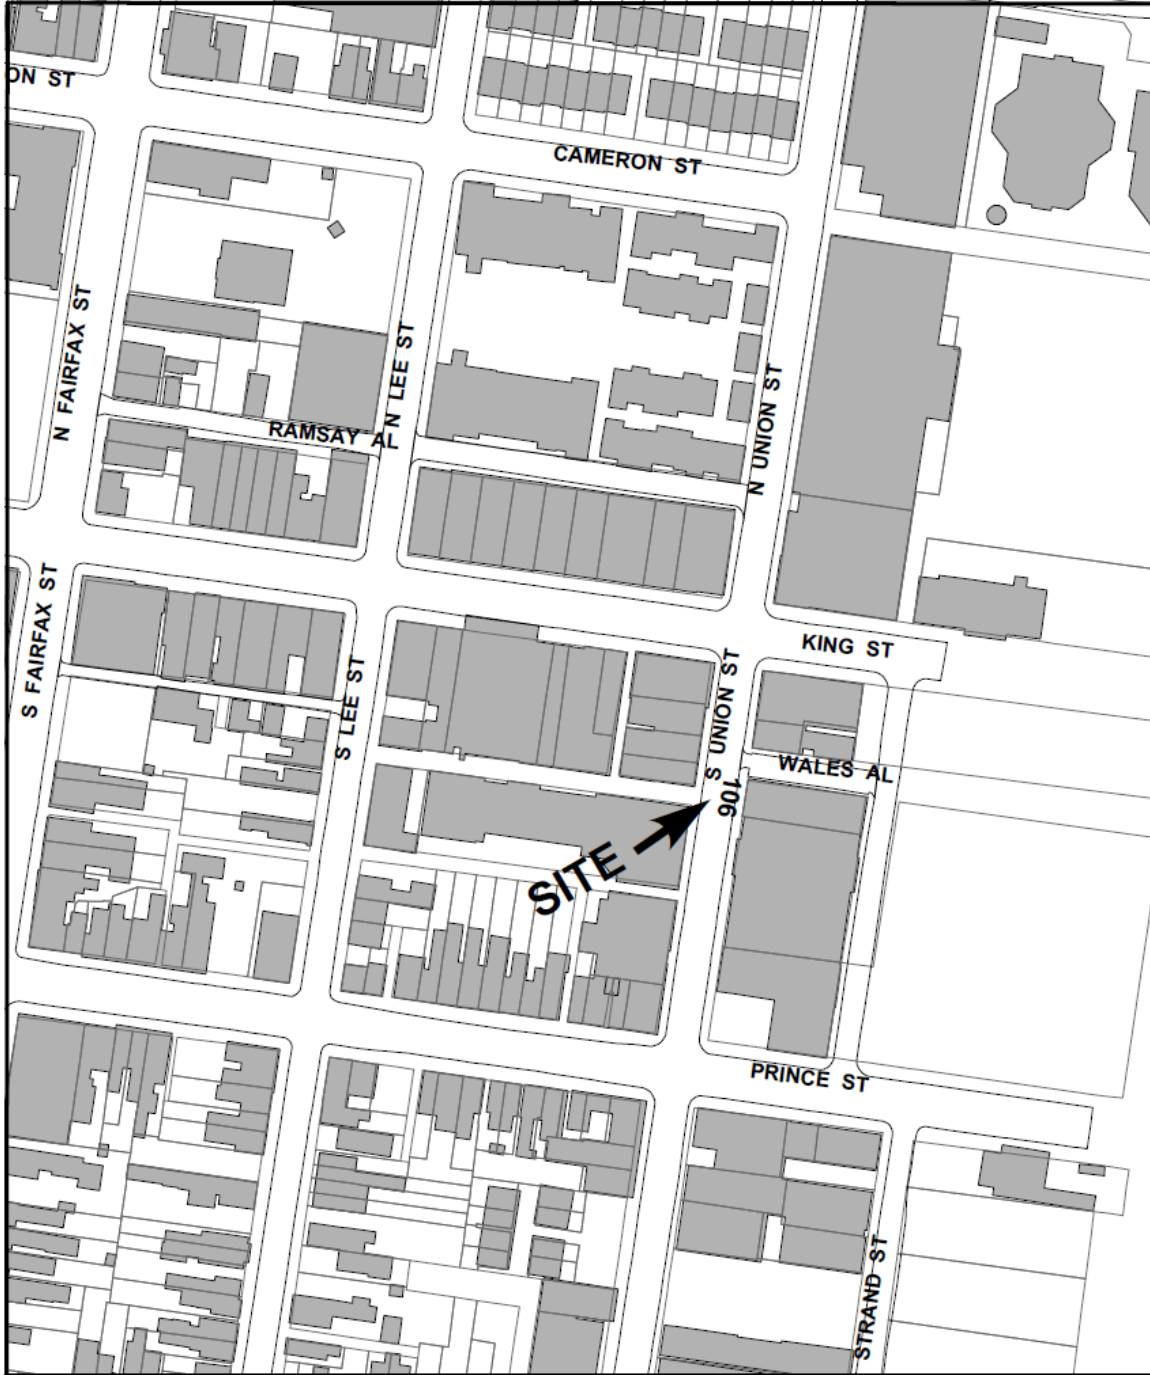 ON ST
CAMERON ST
N FAIRFAX ST
N LEE ST
RAMSAY AL
N UNION ST
S FAIRFAX ST
S LEE ST
S UNION ST
KING ST
WALES AL
106
SITE
PRINCE ST
STRAND ST